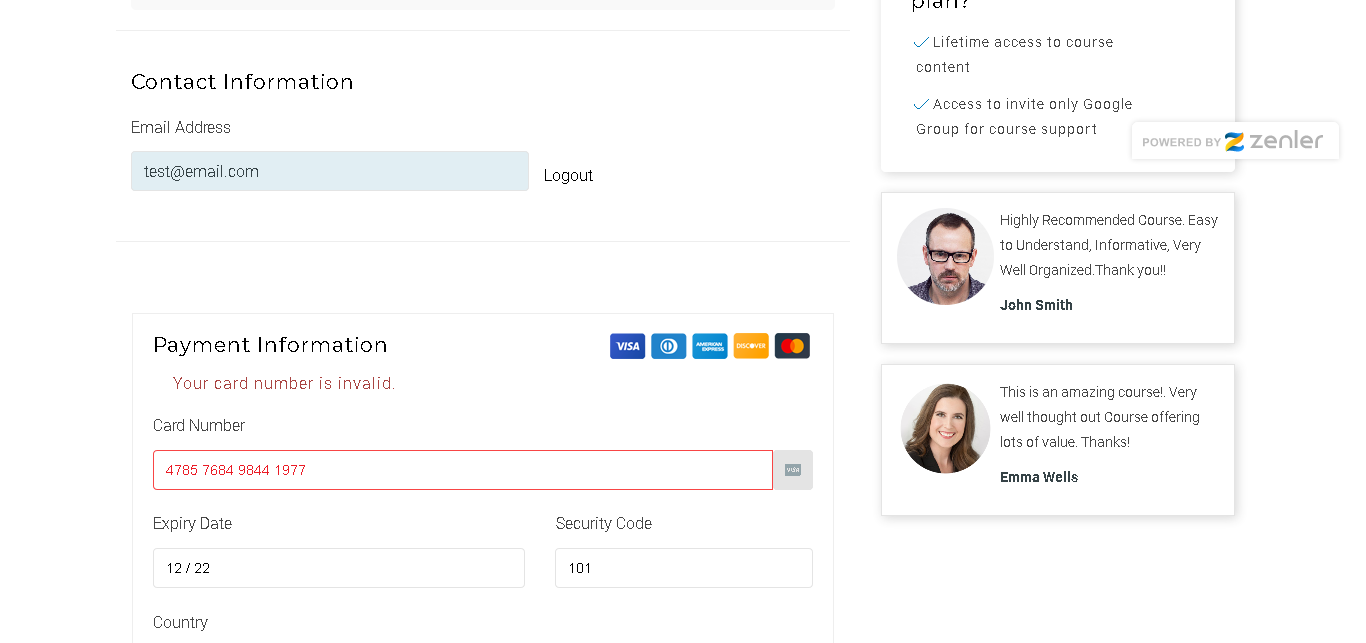 plan?
Lifetime access to course
content
Access to invite only Google
Group for course support
POWERED BY zenler
Contact Information
Email Address
test@email.com
Logout
Highly Recommended Course. Easy
to Understand, Informative, Very
Well Organized.Thank you!!
John Smith
Payment Information
VISA
AMERICAN EXPRESS
DISCOVER
Your card number is invalid.
Card Number
4785 7684 9844 1977
VISA
This is an amazing course!. Very
well thought out Course offering
lots of value. Thanks!
Emma Wells
Expiry Date
Security Code
12 / 22
101
Country